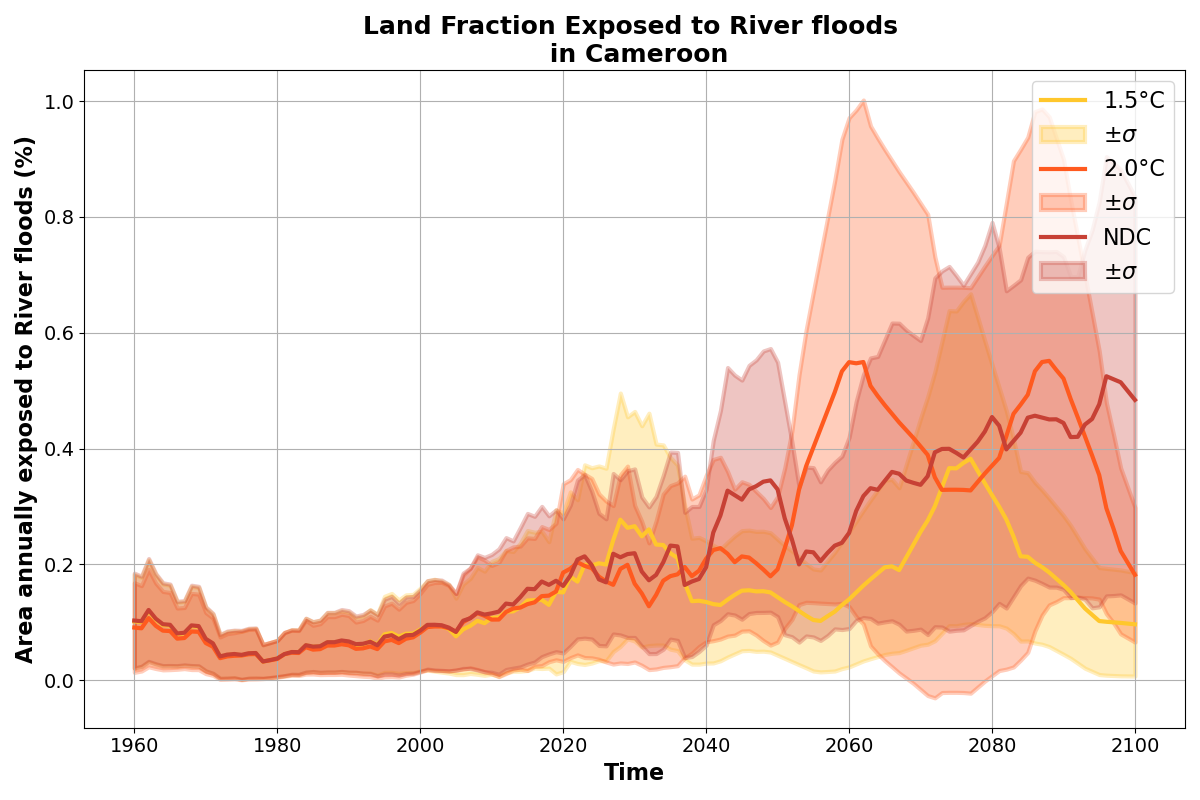 Land Fraction Exposed to River floods
in Cameroon
Area annually exposed to River floods (%)
1.0
0.8
0.6
0.4
0.2
0.0
1960
1980
2000
2020
2040
2060
2080
2100
Time
1.5°C
±σ
2.0°C
±σ
NDC
±σ